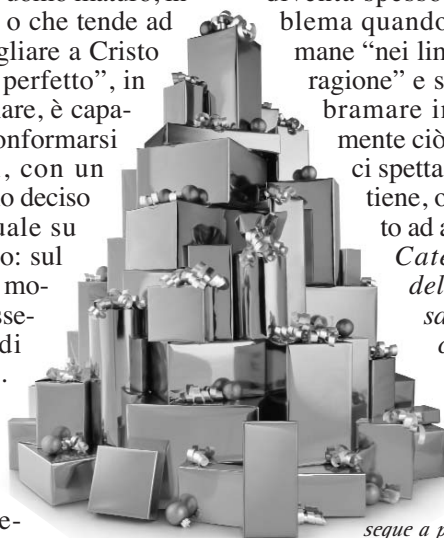 uomo maturo, in
o che tende ad
gliare a Cristo
perfetto”, in
are, è capa-
onformarsi
, con un
o deciso
uale su
o: sul
mo-
sse-
di
.
e-
diventa spesso
blema quando
mane “nei lim
ragione” e s
bramare in
mente ciò
ci spetta,
tiene, o
to ad a
Cate
del
sa
c
segue a p